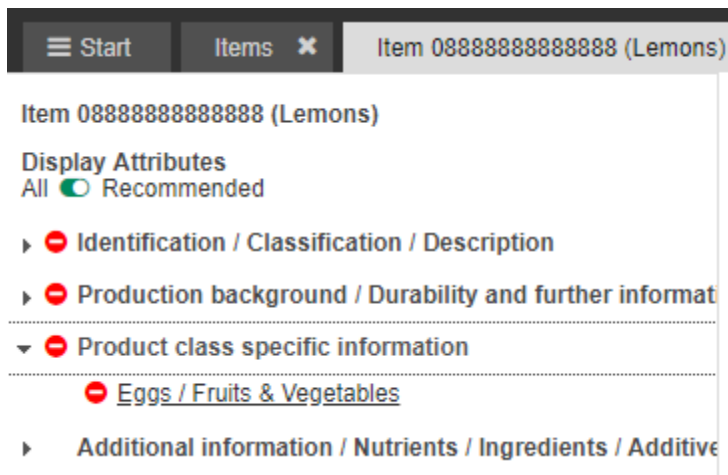 Start Items Item 08888888888888 (Lemons)
Item 08888888888888 (Lemons)
Display Attributes
All Recommended
Identification / Classification / Description
Production background / Durability and further informati
Product class specific information
Eggs / Fruits & Vegetables
Additional information / Nutrients / Ingredients / Additive